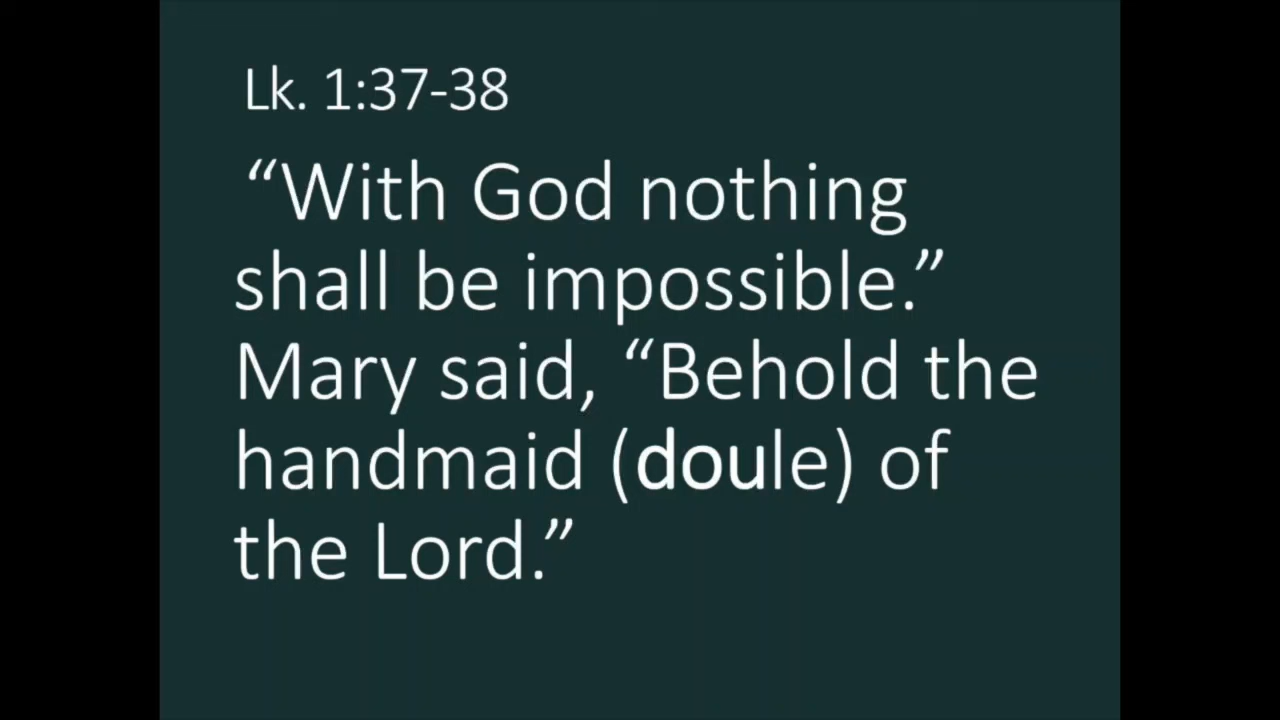 Lk. 1:37-38
“With God nothing
shall be impossible.”
Mary said, “Behold the
handmaid (doule) of
the Lord.”